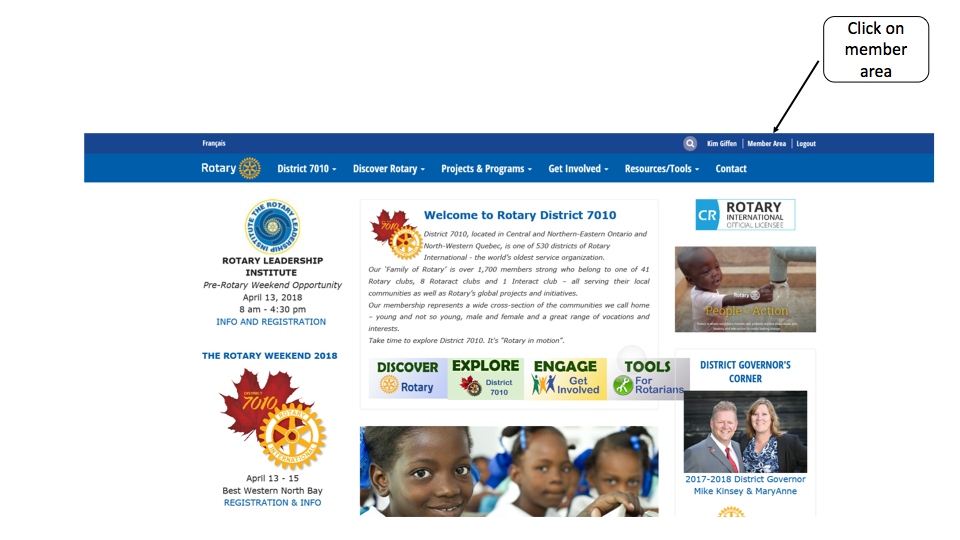 Click on
member
area
Français
Kim Giffen
Member Area
Logout
Rotary
District 7010
Discover Rotary
Projects & Programs
Get Involved
Resources/Tools
Contact
THE ROTARY LEADERSHIP INSTITUTE
ROTARY LEADERSHIP
INSTITUTE
Pre-Rotary Weekend Opportunity
April 13, 2018
8 am - 4:30 pm
INFO AND REGISTRATION
THE ROTARY WEEKEND 2018
DISTRICT
7010
ROTARY
INTERNATIONAL
April 13 - 15
Best Western North Bay
REGISTRATION & INFO
7010
Welcome to Rotary District 7010
District 7010, located in Central and Northern-Eastern Ontario and
North-Western Quebec, is one of 530 districts of Rotary
International - the world's oldest service organization.
Our 'Family of Rotary' is over 1,700 members strong who belong to one of 41
Rotary clubs, 8 Rotaract clubs and 1 Interact club – all serving their local
communities as well as Rotary's global projects and initiatives.
Our membership represents a wide cross-section of the communities we call home
– young and not so young, male and female and a great range of vocations and
interests.
Take time to explore District 7010. It's "Rotary in motion".
DISCOVER
Rotary
EXPLORE
District
7010
ENGAGE
Get
Involved
TOOLS
For
Rotarians
CR
ROTARY
INTERNATIONAL
OFFICIAL LICENSEE
Rotary
People of Action
DISTRICT GOVERNOR'S
CORNER
2017-2018 District Governor
Mike Kinsey & MaryAnne